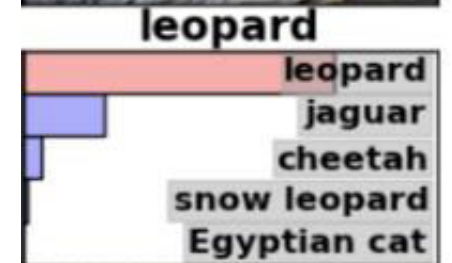 leopard
leopard
jaguar
cheetah
snow leopard
Egyptian cat